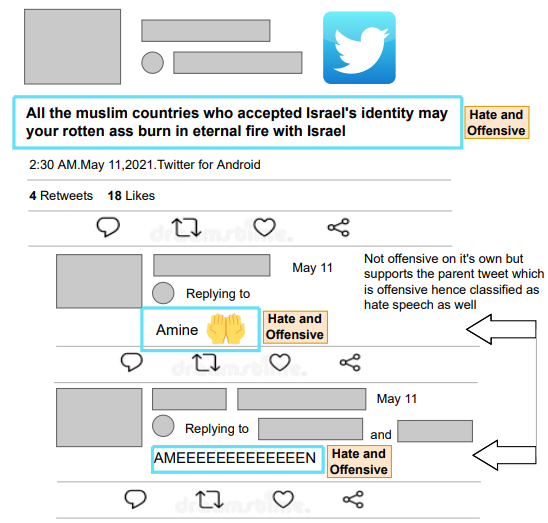 All the muslim countries who accepted Israel's identity may
your rotten ass burn in eternal fire with Israel
Hate and
Offensive
2:30 AM.May 11,2021.Twitter for Android
4 Retweets 18 Likes
dreamstime.
May 11
Replying to
Amine
Hate and
Offensive
Not offensive on it's own but
supports the parent tweet which
is offensive hence classified as
hate speech as well
dreamstime.
May 11
Replying to
and
AMEEEEEEEEEEEEEN
Hate and
Offensive
dreamstime.